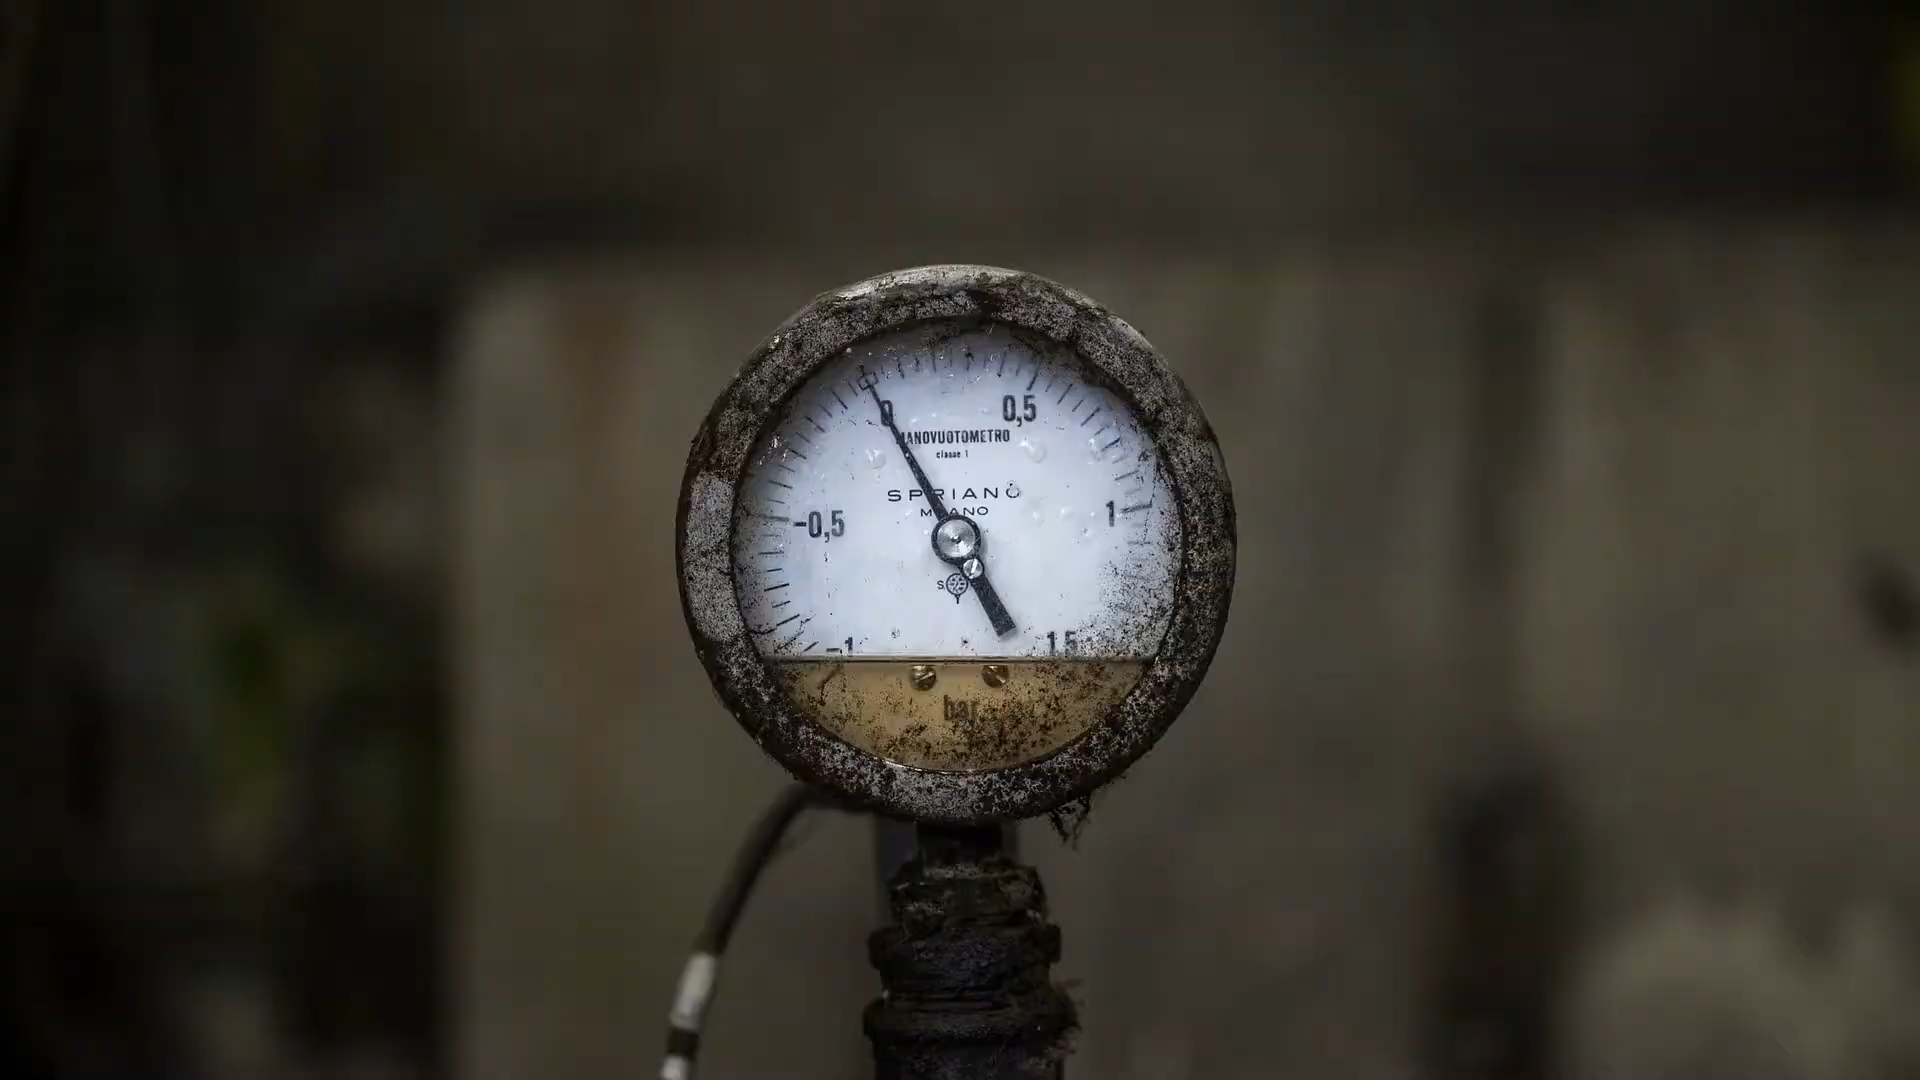 0 0,5
MANOVUOTOMETRO
classe 1
SPRIANO
MILANO
-0,5 1
S
-1 1,5
bar